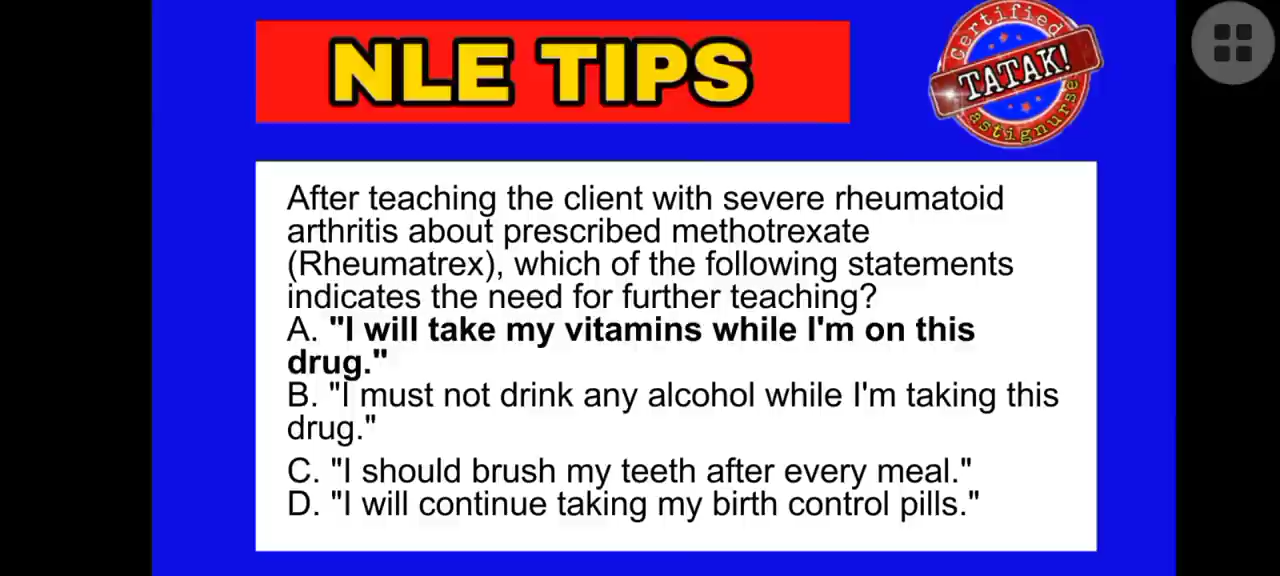 NLE TIPS
Certified
TATAK!
astignurse
After teaching the client with severe rheumatoid
arthritis about prescribed methotrexate
(Rheumatrex), which of the following statements
indicates the need for further teaching?
A. "I will take my vitamins while I'm on this
drug."
B. "I must not drink any alcohol while I'm taking this
drug."
C. "I should brush my teeth after every meal."
D. "I will continue taking my birth control pills."